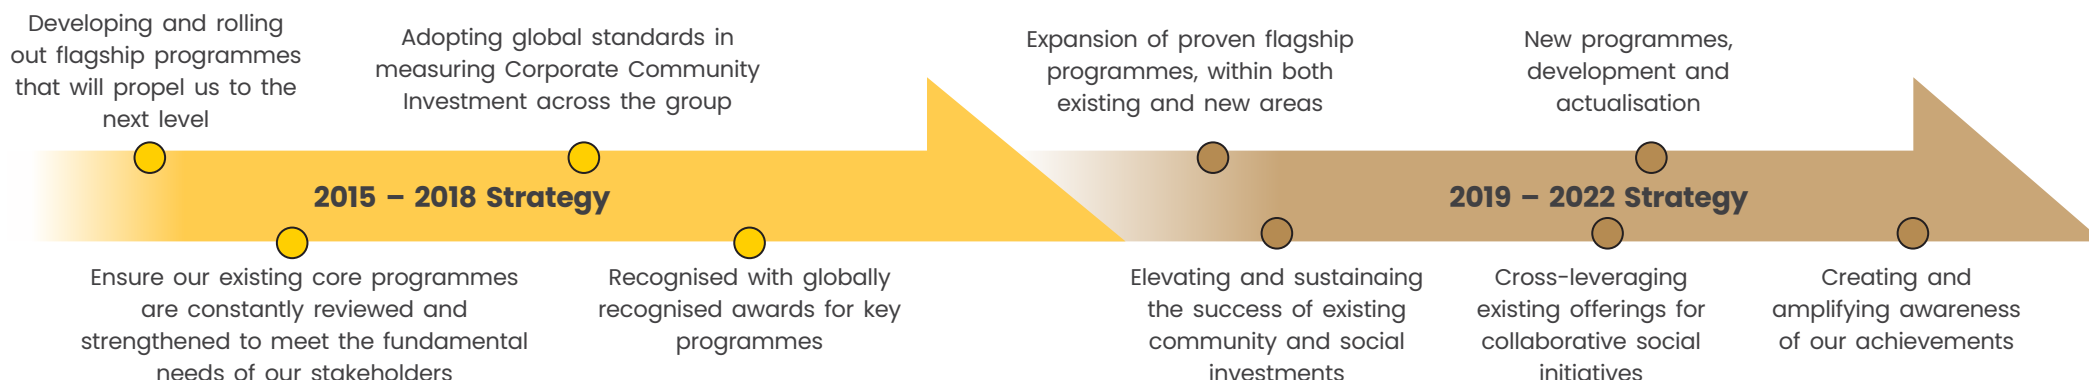 Developing and rolling
out flagship programmes
that will propel us to the
next level
Adopting global standards in
measuring Corporate Community
Investment across the group
2015 – 2018 Strategy
Ensure our existing core programmes
are constantly reviewed and
strengthened to meet the fundamental
needs of our stakeholders
Recognised with globally
recognised awards for key
programmes
Expansion of proven flagship
programmes, within both
existing and new areas
New programmes,
development and
actualisation
2019 – 2022 Strategy
Elevating and sustainaing
the success of existing
community and social
investments
Cross-leveraging
existing offerings for
collaborative social
initiatives
Creating and
amplifying awareness
of our achievements